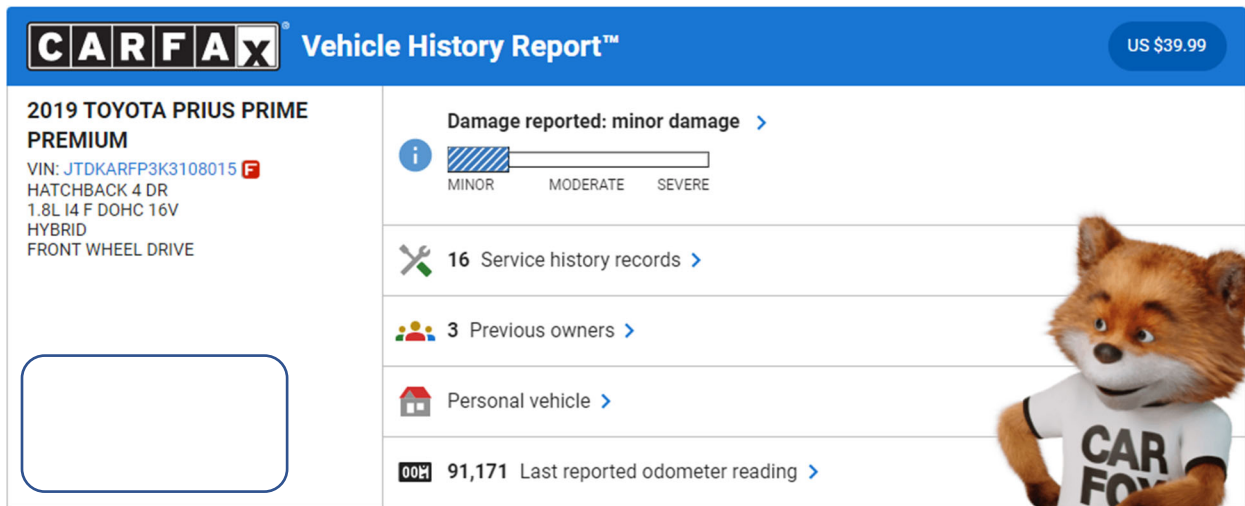 CARFAX® Vehicle History Report™
US $39.99
2019 TOYOTA PRIUS PRIME
PREMIUM
VIN: JTDKARFP3K3108015 F
HATCHBACK 4 DR
1.8L I4 F DOHC 16V
HYBRID
FRONT WHEEL DRIVE
Damage reported: minor damage
i
MINOR MODERATE SEVERE
16 Service history records
3 Previous owners
Personal vehicle
91,171 Last reported odometer reading
CAR
FOX